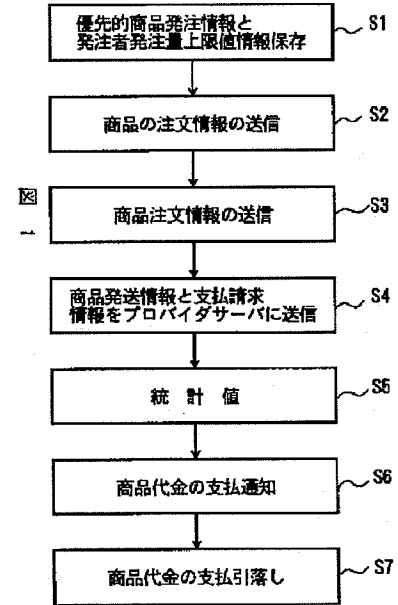 優先的商品発注情報と
発注者発注量上限値情報保存
S1
商品の注文情報の送信
S2
図一
商品注文情報の送信
S3
商品発送情報と支払請求
情報をプロバイダサーバに送信
S4
統計値
S5
商品代金の支払通知
S6
商品代金の支払引落し
S7